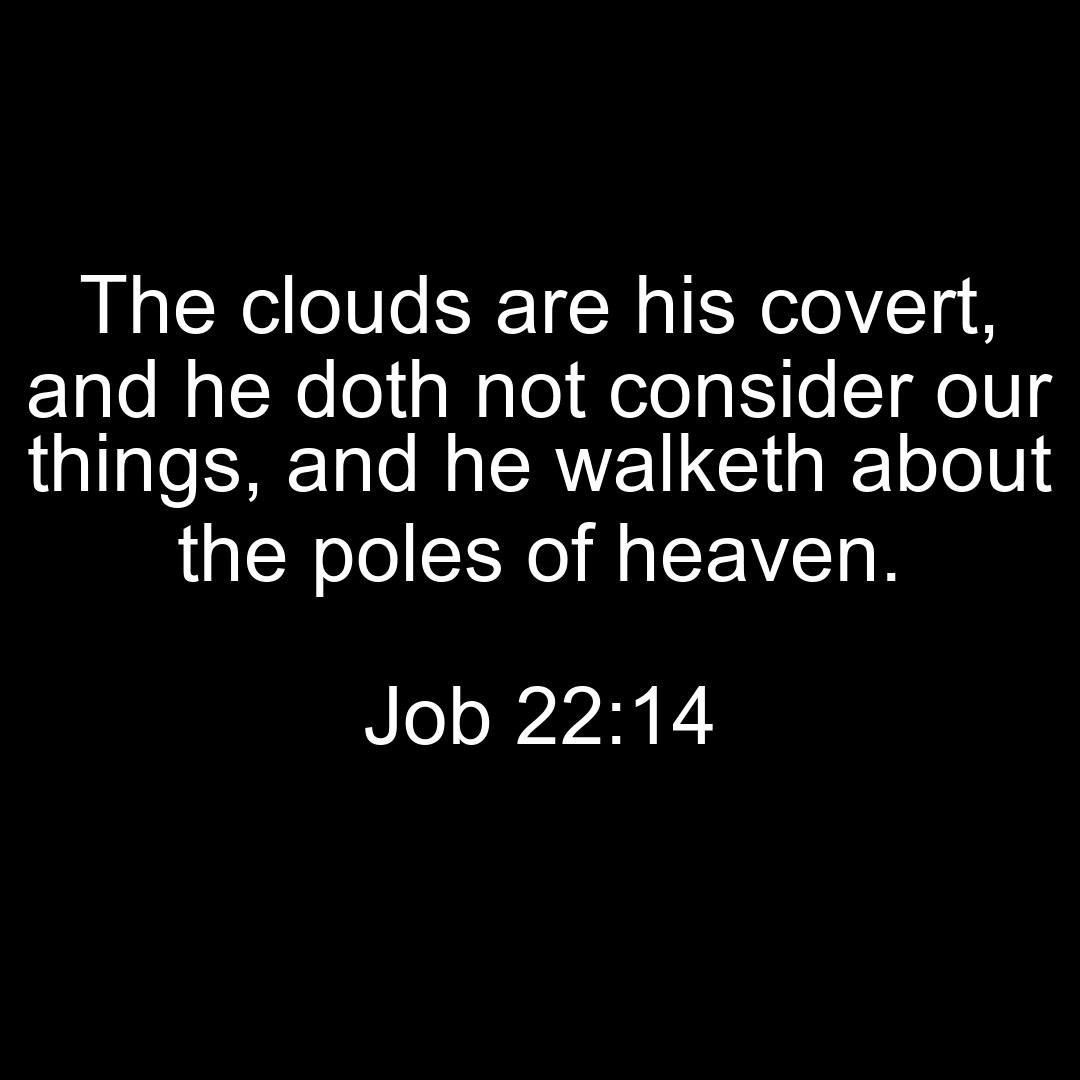 The clouds are his covert,
and he doth not consider our
things, and he walketh about
the poles of heaven.
Job 22:14